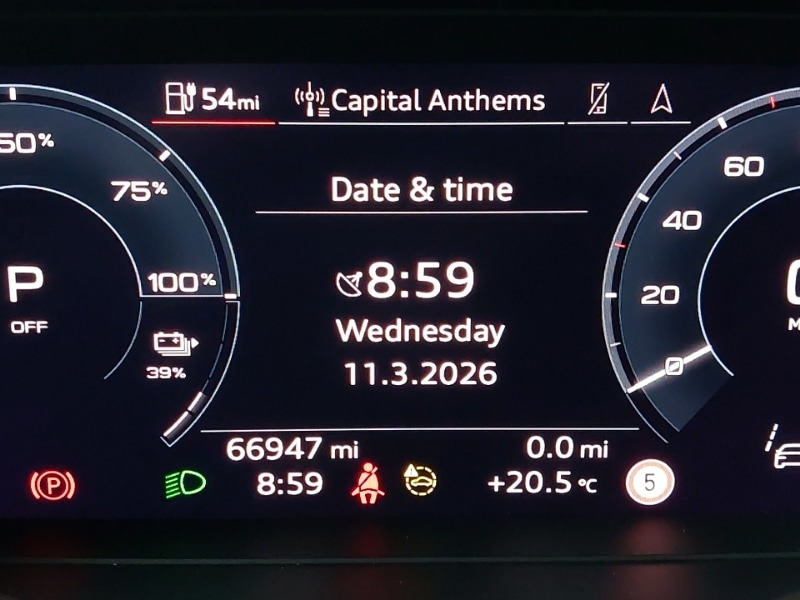 54mi Capital Anthems
50%
75%
100%
Date & time
8:59
Wednesday
11.3.2026
P
OFF
39%
60
40
20
0
66947 mi 0.0 mi
P
8:59 +20.5 °C 5